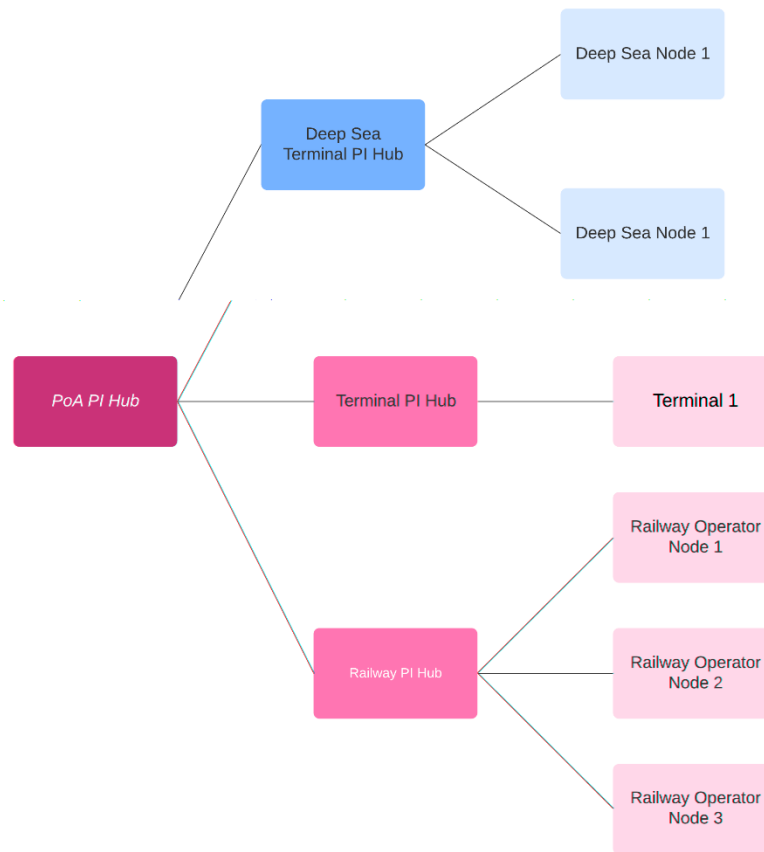 Deep Sea Node 1
Deep Sea
Terminal PI Hub
Deep Sea Node 1
PoA PI Hub
Terminal PI Hub
Terminal 1
Railway Operator
Node 1
Railway PI Hub
Railway Operator
Node 2
Railway Operator
Node 3